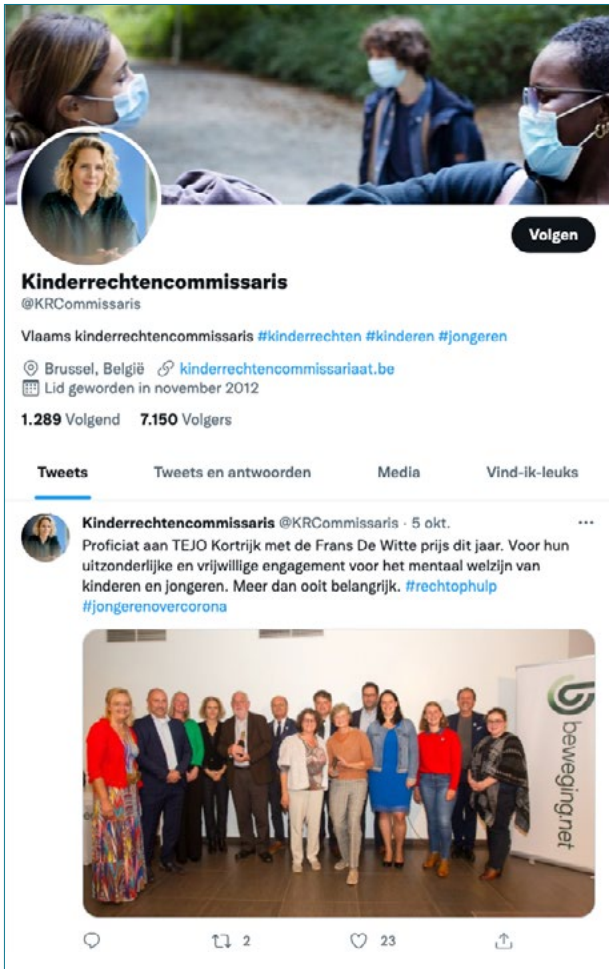 Volgen
Kinderrechtencommissaris
@KRCommissaris
Vlaams kinderrechtencommissaris #kinderrechten #kinderen #jongeren
Brussel, België kinderrechtencommissariaat.be
Lid geworden in november 2012
1.289 Volgend 7.150 Volgers
Tweets Tweets en antwoorden Media Vind-ik-leuks
Kinderrechtencommissaris @KRCommissaris · 5 okt.
Proficiat aan TEJO Kortrijk met de Frans De Witte prijs dit jaar. Voor hun
uitzonderlijke en vrijwillige engagement voor het mentaal welzijn van
kinderen en jongeren. Meer dan ooit belangrijk. #rechtophulp
#jongerenovercorona
beweging.net
2 23